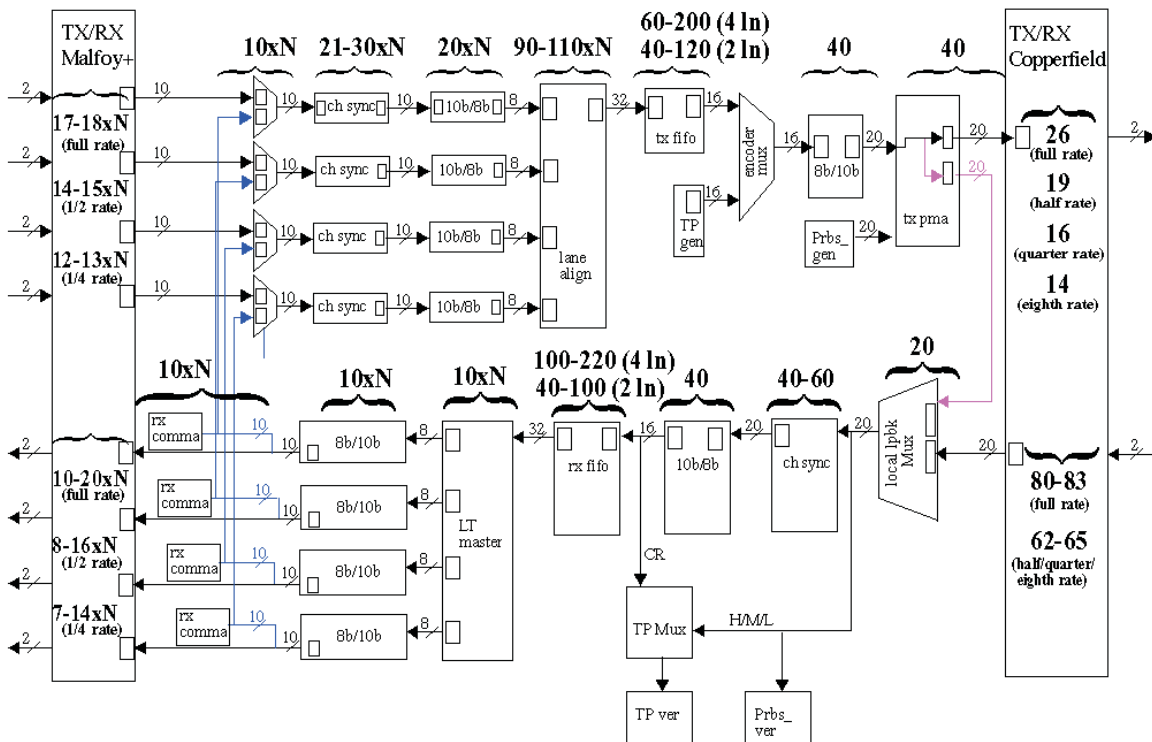 TX/RX
Malfoy+
10xN
21-30xN
20xN
90-110xN
60-200 (4 ln)
40-120 (2 ln)
40
40
TX/RX
Copperfield
2
10
10
ch sync
10
10b/8b
8
32
tx fifo
16
encoder
mux
16
8b/10b
20
tx pma
20
20
26
(full rate)
2
17-18xN
(full rate)
2
10
10
ch sync
10
10b/8b
8
14-15xN
(1/2 rate)
19
(half rate)
TP
gen
16
2
10
10
ch sync
10
10b/8b
8
lane
align
Prbs_
gen
20
16
(quarter rate)
12-13xN
(1/4 rate)
2
10
10
ch sync
10
10b/8b
8
14
(eighth rate)
10xN
10xN
10xN
100-220 (4 ln)
40-100 (2 ln)
40
40-60
20
rx
comma
10
10
8b/10b
8
32
rx fifo
16
10b/8b
20
ch sync
20
local lpbk
Mux
20
2
2
10-20xN
(full rate)
80-83
(full rate)
rx
comma
10
10
8b/10b
8
2
LT
master
8-16xN
(1/2 rate)
62-65
(half/quarter/
eighth rate)
rx
comma
10
10
8b/10b
8
2
CR
7-14xN
(1/4 rate)
rx
comma
10
10
8b/10b
8
2
TP Mux
H/M/L
TP ver
Prbs_
ver